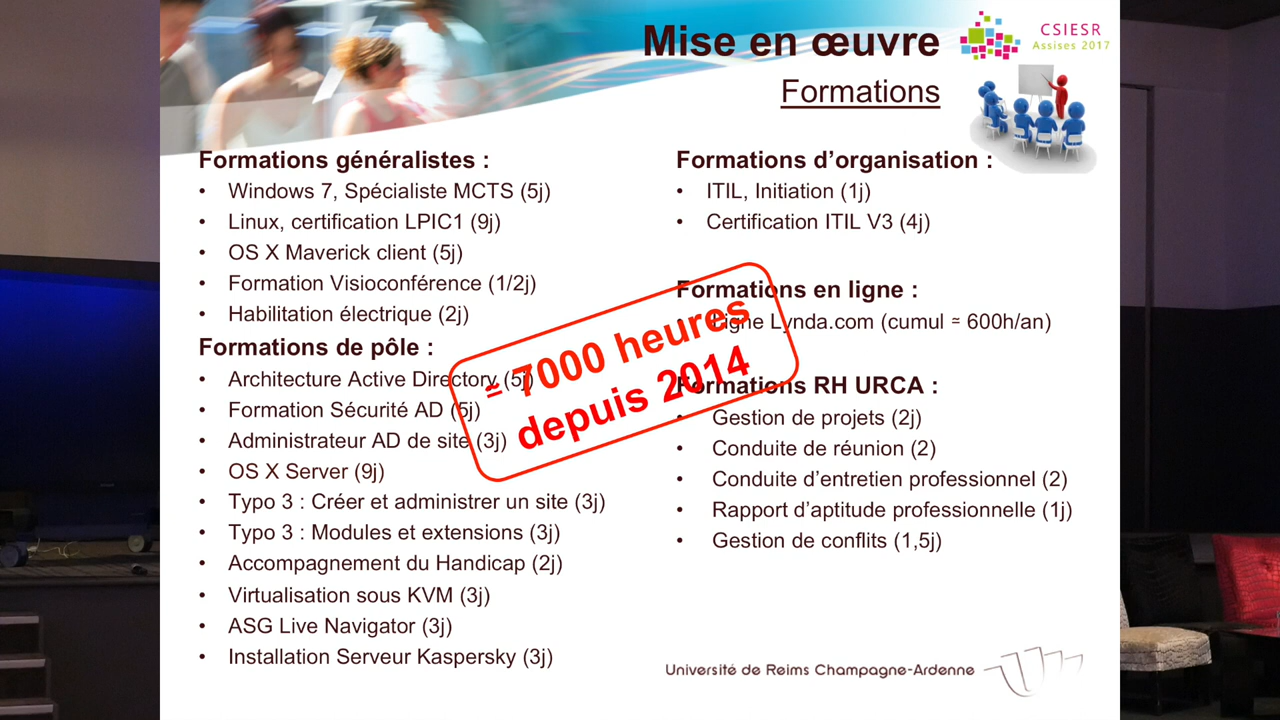 Mise en œuvre
CSIESR
Assises 2017
Formations
Formations généralistes :
• Windows 7, Spécialiste MCTS (5j)
• Linux, certification LPIC1 (9j)
• OS X Maverick client (5j)
• Formation Visioconférence (1/2j)
• Habilitation électrique (2j)
Formations de pôle :
• Architecture Active Directory (5j)
• Formation Sécurité AD (5j)
• Administrateur AD de site (3j)
• OS X Server (9j)
• Typo 3 : Créer et administrer un site (3j)
• Typo 3 : Modules et extensions (3j)
• Accompagnement du Handicap (2j)
• Virtualisation sous KVM (3j)
• ASG Live Navigator (3j)
• Installation Serveur Kaspersky (3j)
Formations d’organisation :
• ITIL, Initiation (1j)
• Certification ITIL V3 (4j)
Formations en ligne :
• Ligne Lynda.com (cumul ≃ 600h/an)
Formations RH URCA :
• Gestion de projets (2j)
• Conduite de réunion (2)
• Conduite d’entretien professionnel (2)
• Rapport d’aptitude professionnelle (1j)
• Gestion de conflits (1,5j)
≃ 7000 heures
depuis 2014
Université de Reims Champagne-Ardenne